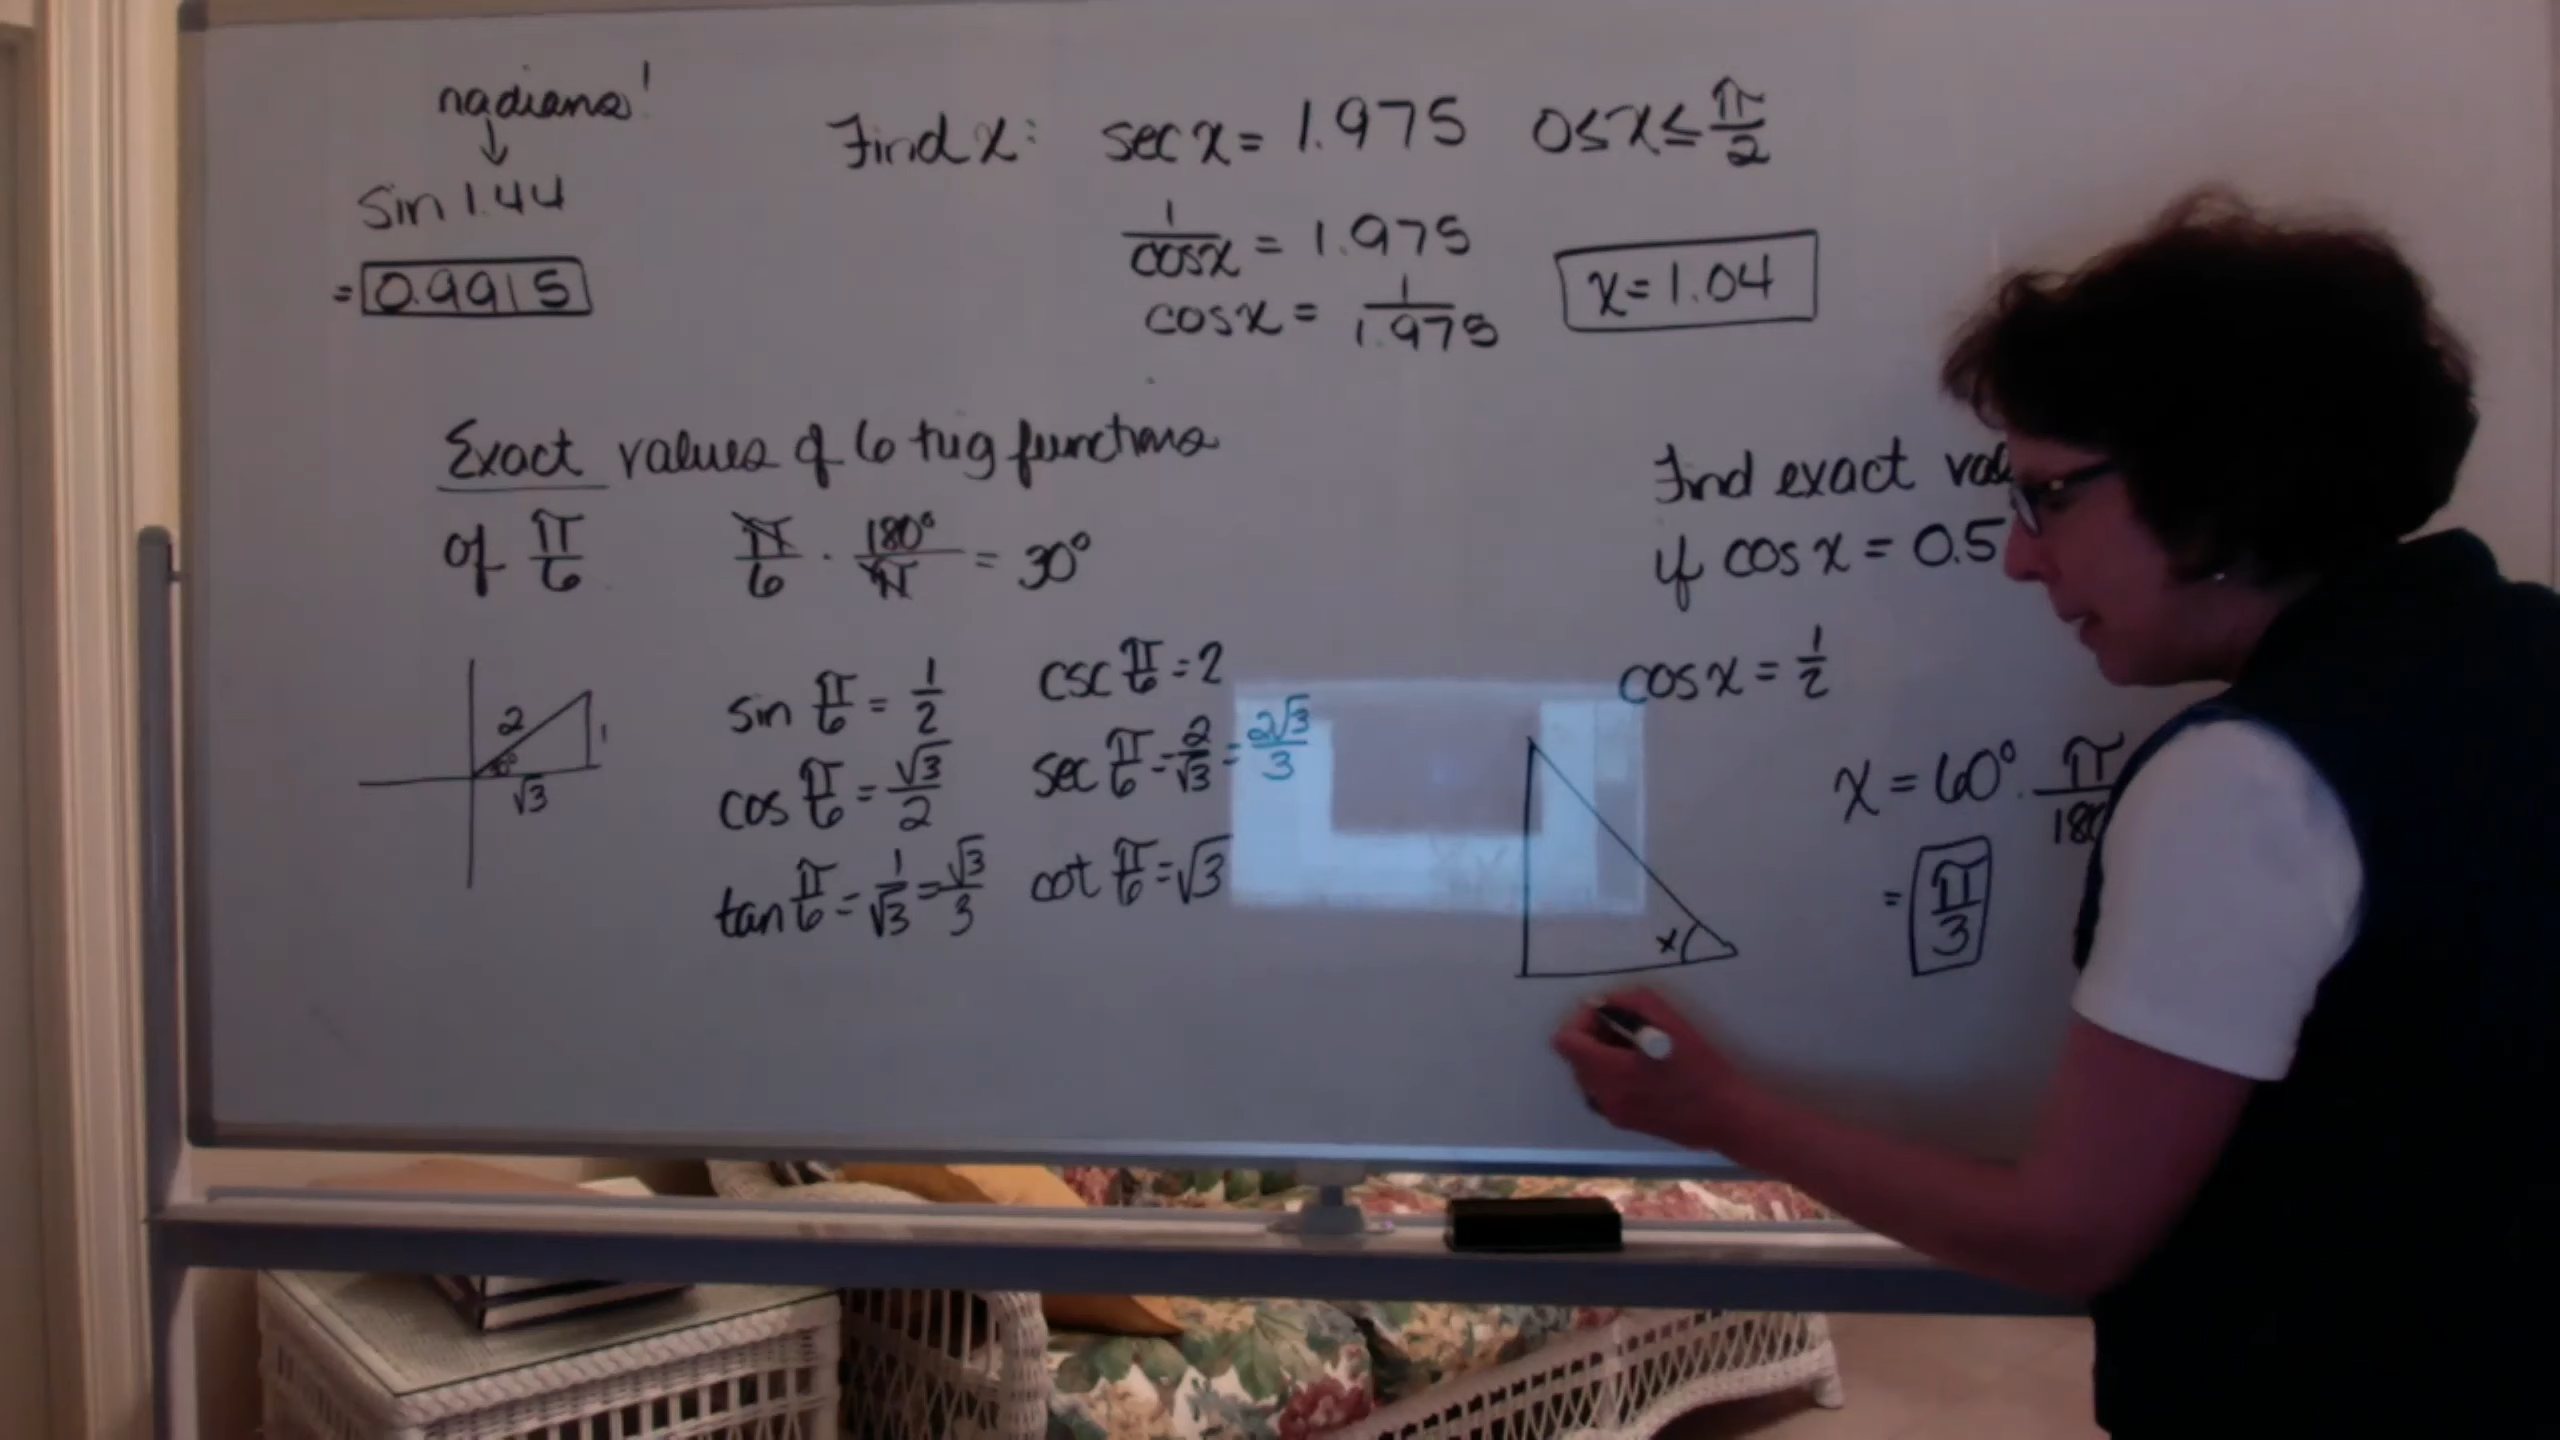 radians!
↓
sin 1.44
= 0.9915
Find x: sec x = 1.975 0≤x≤π/2
1/cosx = 1.975
cosx = 1/1.975
x = 1.04
Exact values of 6 trig functions
of π/6 π/6 · 180°/π = 30°
2
1
30°
√3
sin π/6 = 1/2
cos π/6 = √3/2
tan π/6 = 1/√3 = √3/3
csc π/6 = 2
sec π/6 = 2/√3 = 2√3/3
cot π/6 = √3
Find exact
if cos x = 0.5
cos x = 1/2
x
x = 60° · π/180
= π/3